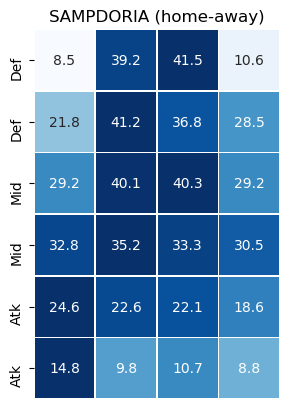 SAMPDORIA (home-away)
Def 8.5 39.2 41.5 10.6
Def 21.8 41.2 36.8 28.5
Mid 29.2 40.1 40.3 29.2
Mid 32.8 35.2 33.3 30.5
Atk 24.6 22.6 22.1 18.6
Atk 14.8 9.8 10.7 8.8